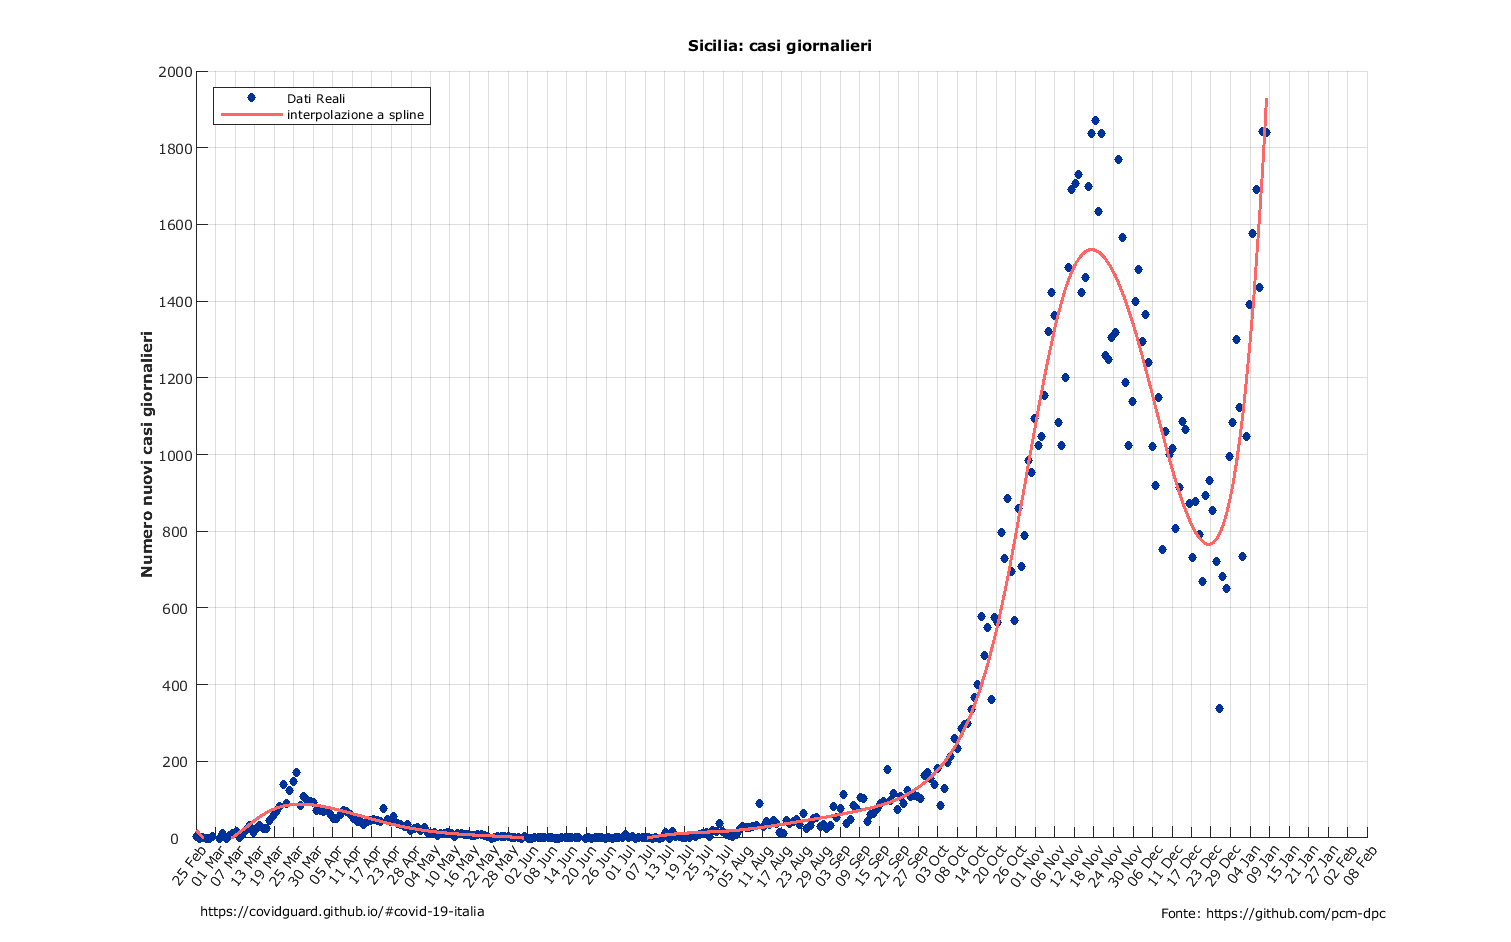 Sicilia: casi giornalieri
Dati Reali
interpolazione a spline
Numero nuovi casi giornalieri
2000
1800
1600
1400
1200
1000
800
600
400
200
0
25 Feb
01 Mar
07 Mar
13 Mar
19 Mar
25 Mar
30 Mar
05 Apr
11 Apr
17 Apr
23 Apr
28 Apr
04 May
10 May
16 May
22 May
28 May
02 Jun
08 Jun
14 Jun
20 Jun
26 Jun
01 Jul
07 Jul
13 Jul
19 Jul
25 Jul
31 Jul
05 Aug
11 Aug
17 Aug
23 Aug
29 Aug
03 Sep
09 Sep
15 Sep
21 Sep
27 Oct
03 Oct
08 Oct
14 Oct
20 Oct
26 Oct
01 Nov
06 Nov
12 Nov
18 Nov
24 Nov
30 Dec
06 Dec
11 Dec
17 Dec
23 Dec
29 Dec
04 Jan
09 Jan
15 Jan
21 Jan
27 Jan
02 Feb
08 Feb
https://covidguard.github.io/#covid-19-italia
Fonte: https://github.com/pcm-dpc